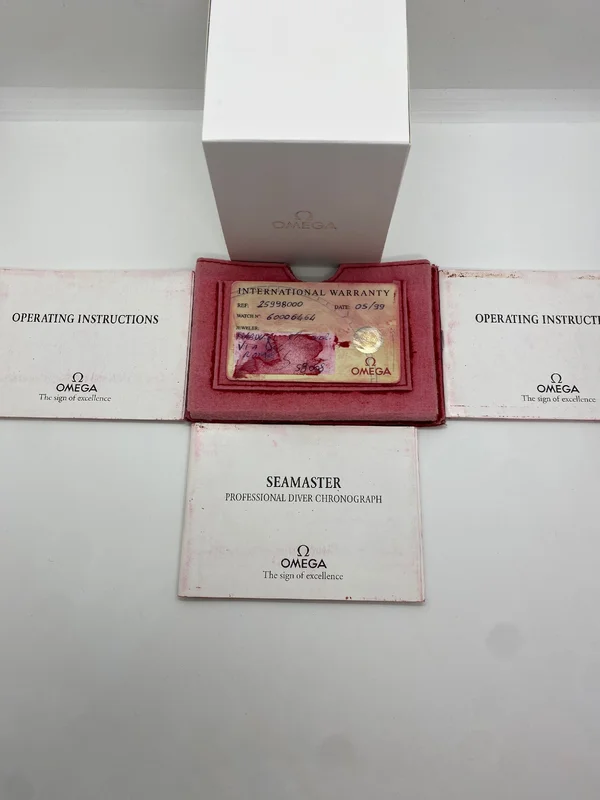 Ω
OMEGA
INTERNATIONAL WARRANTY
REF: 25998000 DATE: 05/99
WATCH Nº: 60006664
JEWELER:
Ω
OMEGA
OPERATING INSTRUCTIONS
Ω
OMEGA
The sign of excellence
OPERATING INSTRUCTI
Ω
OMEGA
The sign of excellence
SEAMASTER
PROFESSIONAL DIVER CHRONOGRAPH
Ω
OMEGA
The sign of excellence